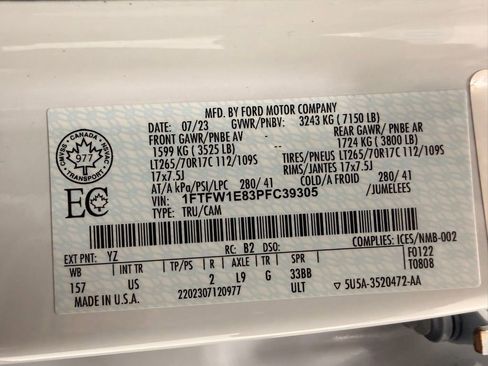 MFD. BY FORD MOTOR COMPANY
DATE: 07/23 GVWR/PNBV: 3243 KG ( 7150 LB)
FRONT GAWR/PNBE AV - REAR GAWR/ PNBE AR
1599 KG ( 3525 LB) 1724 KG ( 3800 LB)
LT265/70R17C 112/109S TIRES/PNEUS LT265/70R17C 112/109S
17x7.5J RIMS/JANTES 17x7.5J
AT/A kPa/PSI/LPC 280/ 41 COLD/A FROID 280/ 41
VIN: 1FTFW1E83PFC39305 /JUMELEES
TYPE: TRU/CAM
CANADA
NSVAC
977
SVMNC
TRANSPORT
EC
COMPLIES: ICES/NMB-002
EXT PNT: YZ RC: B2 DSO: F0122
WB INT TR TP/PS R AXLE TR SPR T0808
157 US 2 L9 G 33BB
MADE IN U.S.A. 2202307120977 ULT 5U5A-3520472-AA